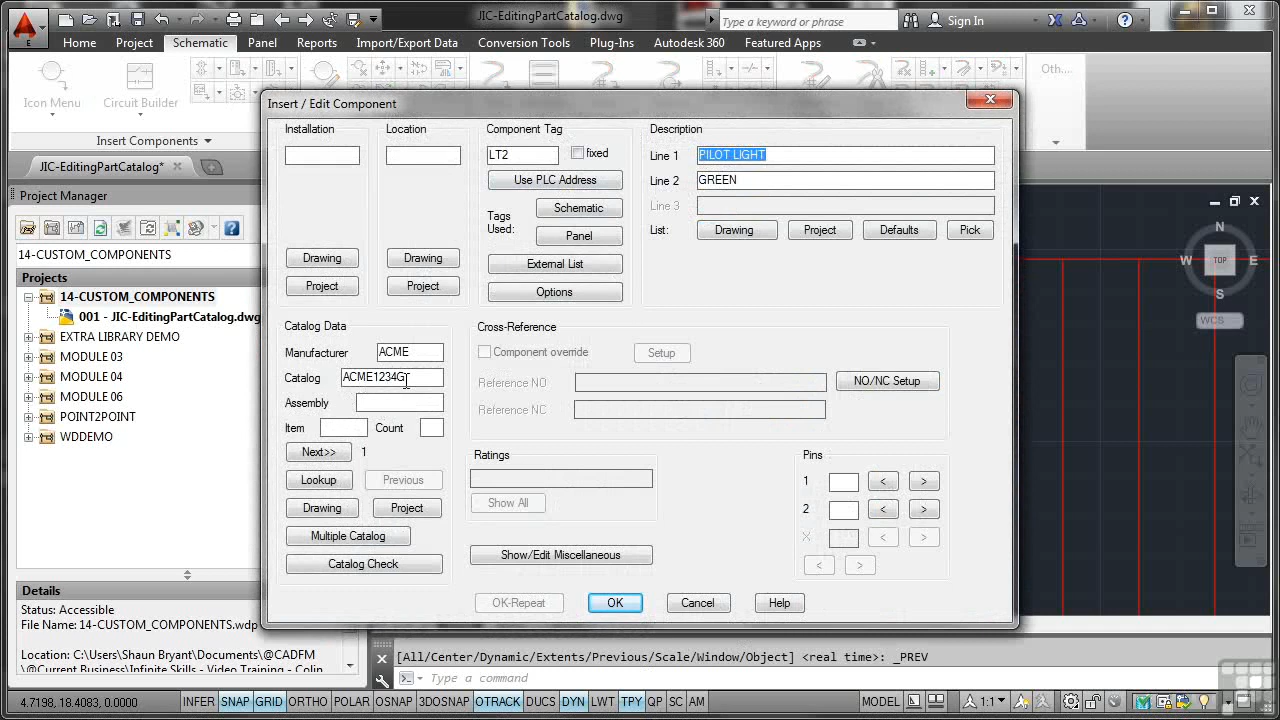 JIC-EditingPartCatalog.dwg
Type a keyword or phrase
Sign In
E
Home Project Schematic Panel Reports Import/Export Data Conversion Tools Plug-Ins Autodesk 360 Featured Apps
Icon Menu
Circuit Builder
Insert Components
Oth...
JIC-EditingPartCatalog*
Project Manager
14-CUSTOM_COMPONENTS
Projects
14-CUSTOM_COMPONENTS
001 - JIC-EditingPartCatalog.dwg
EXTRA LIBRARY DEMO
MODULE 03
MODULE 04
MODULE 06
POINT2POINT
WDDEMO
Details
Status: Accessible
File Name: 14-CUSTOM_COMPONENTS.wdp
Location: C:\Users\Shaun Bryant\Documents\@CADFM
\@Current Business\Infinite Skills - Video Training - Colin
Insert / Edit Component
Installation
Drawing
Project
Location
Drawing
Project
Component Tag
LT2
fixed
Use PLC Address
Tags
Used:
Schematic
Panel
External List
Options
Description
Line 1 PILOT LIGHT
Line 2 GREEN
Line 3
List: Drawing Project Defaults Pick
Catalog Data
Manufacturer ACME
Catalog ACME1234G
Assembly
Item Count
Next>> 1
Lookup Previous
Drawing Project
Multiple Catalog
Catalog Check
Cross-Reference
Component override Setup
Reference NO
NO/NC Setup
Reference NC
Ratings
Show All
Show/Edit Miscellaneous
Pins
1 < >
2 < >
X < >
< >
OK-Repeat OK Cancel Help
N
W TOP E
S
WCS
[All/Center/Dynamic/Extents/Previous/Scale/Window/Object] <real time>: _PREV
Type a command
4.7198, 18.4083, 0.0000 INFER SNAP GRID ORTHO POLAR OSNAP 3DOSNAP OTRACK DUCS DYN LWT TPY QP SC AM MODEL 1:1